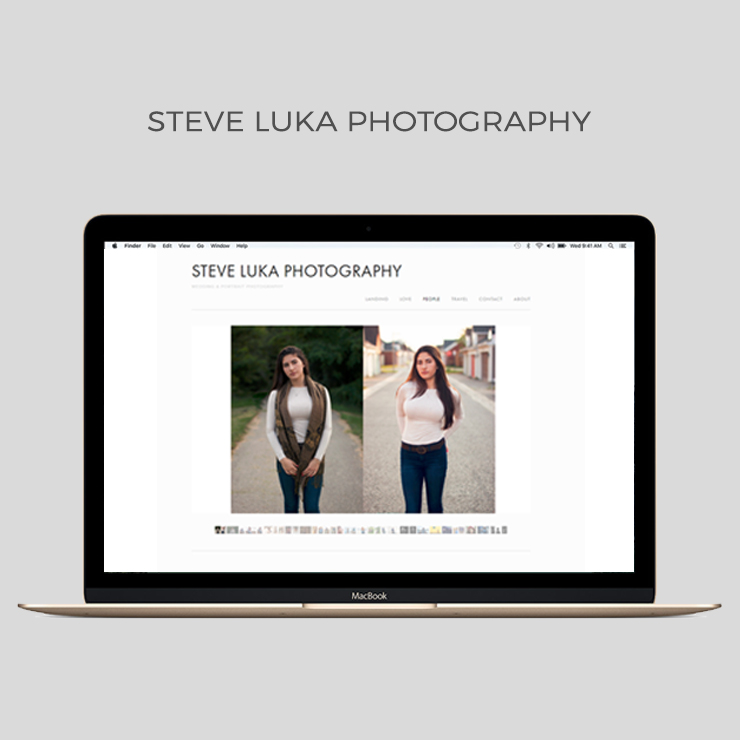 STEVE LUKA PHOTOGRAPHY
Finder File Edit View Go Window Help Wed 9:41 AM
STEVE LUKA PHOTOGRAPHY
WEDDING & PORTRAIT PHOTOGRAPHY
LANDING LOVE PEOPLE TRAVEL CONTACT ABOUT
MacBook